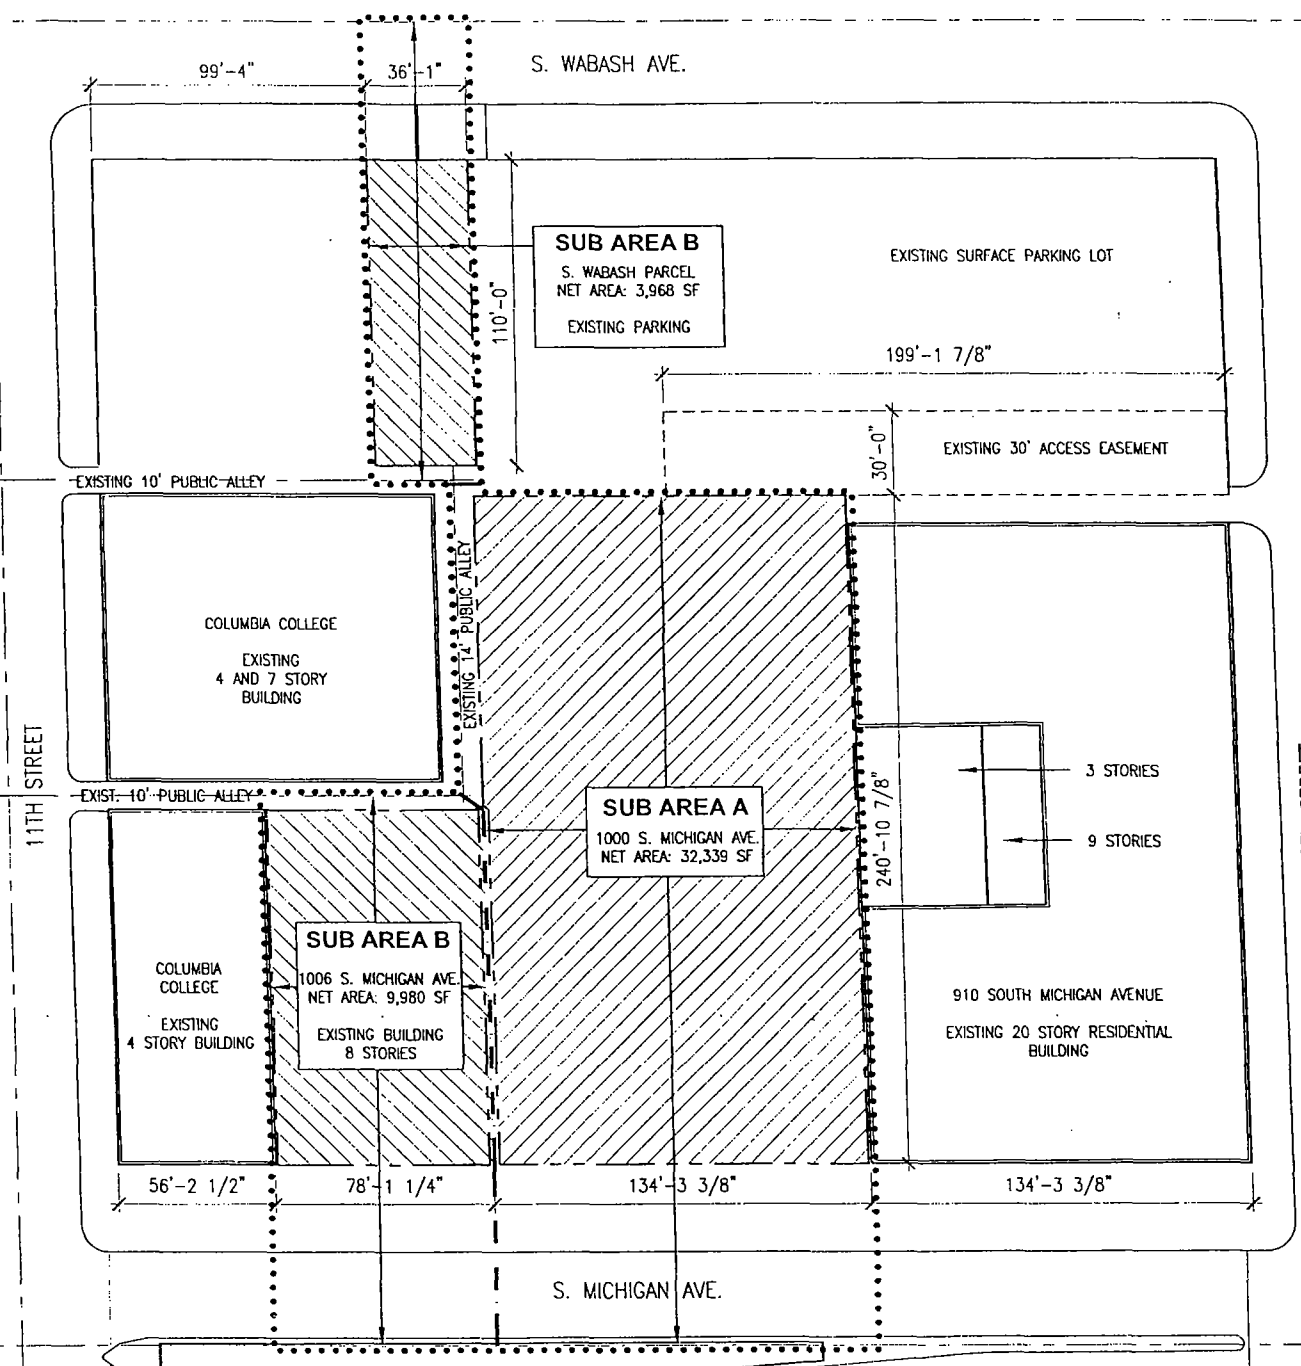 S. WABASH AVE.
99'-4"
36'-1"
SUB AREA B
S. WABASH PARCEL
NET AREA: 3,968 SF
EXISTING PARKING
110'-0"
EXISTING SURFACE PARKING LOT
199'-1 7/8"
30'-0"
EXISTING 30' ACCESS EASEMENT
EXISTING 10' PUBLIC ALLEY
EXISTING 14' PUBLIC ALLEY
COLUMBIA COLLEGE
EXISTING
4 AND 7 STORY
BUILDING
11TH STREET
EXIST. 10' PUBLIC ALLEY
SUB AREA A
1000 S. MICHIGAN AVE.
NET AREA: 32,339 SF
240'-10 7/8"
3 STORIES
9 STORIES
SUB AREA B
1006 S. MICHIGAN AVE.
NET AREA: 9,980 SF
EXISTING BUILDING
8 STORIES
COLUMBIA
COLLEGE
EXISTING
4 STORY BUILDING
910 SOUTH MICHIGAN AVENUE
EXISTING 20 STORY RESIDENTIAL
BUILDING
56'-2 1/2"
78'-1 1/4"
134'-3 3/8"
134'-3 3/8"
S. MICHIGAN AVE.